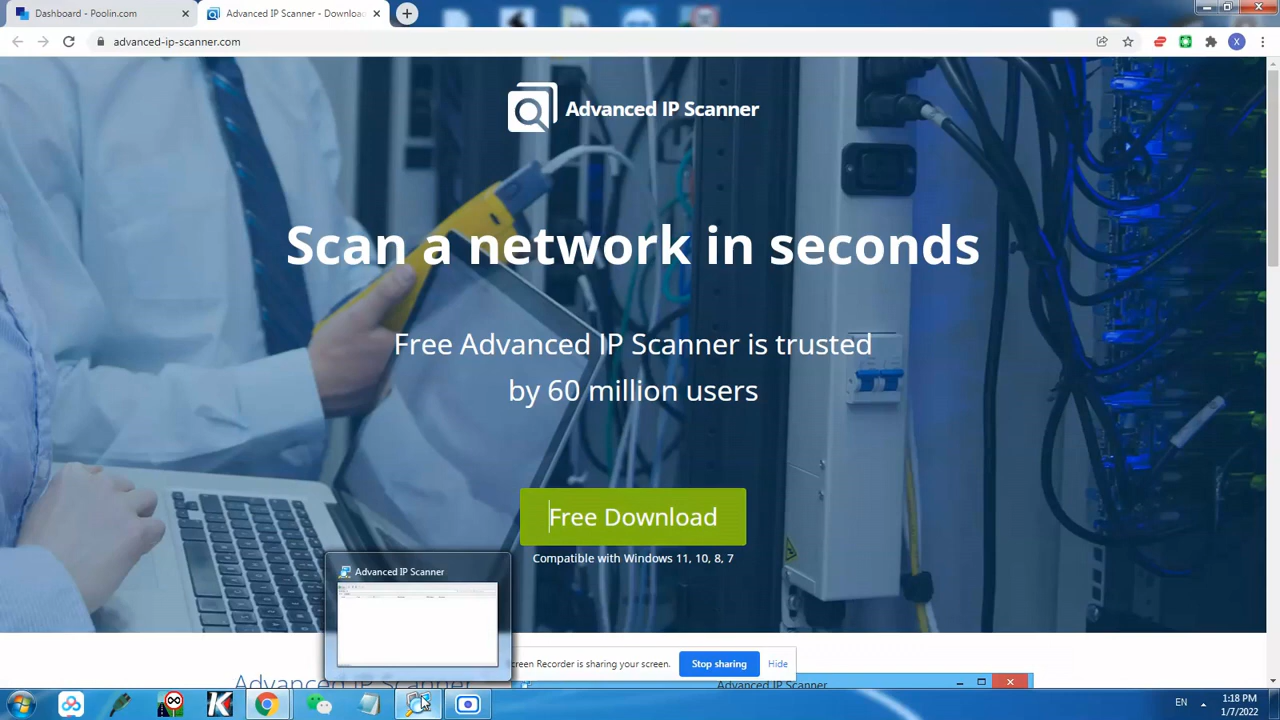 Dashboard - Poolin.com
Advanced IP Scanner - Downloa
advanced-ip-scanner.com
X
Advanced IP Scanner
Scan a network in seconds
Free Advanced IP Scanner is trusted
by 60 million users
Free Download
Compatible with Windows 11, 10, 8, 7
Advanced IP Scanner
creen Recorder is sharing your screen.
Stop sharing
Hide
Advanced IP Scanner
Advanced IP Scanner
EN
1:18 PM
1/7/2022